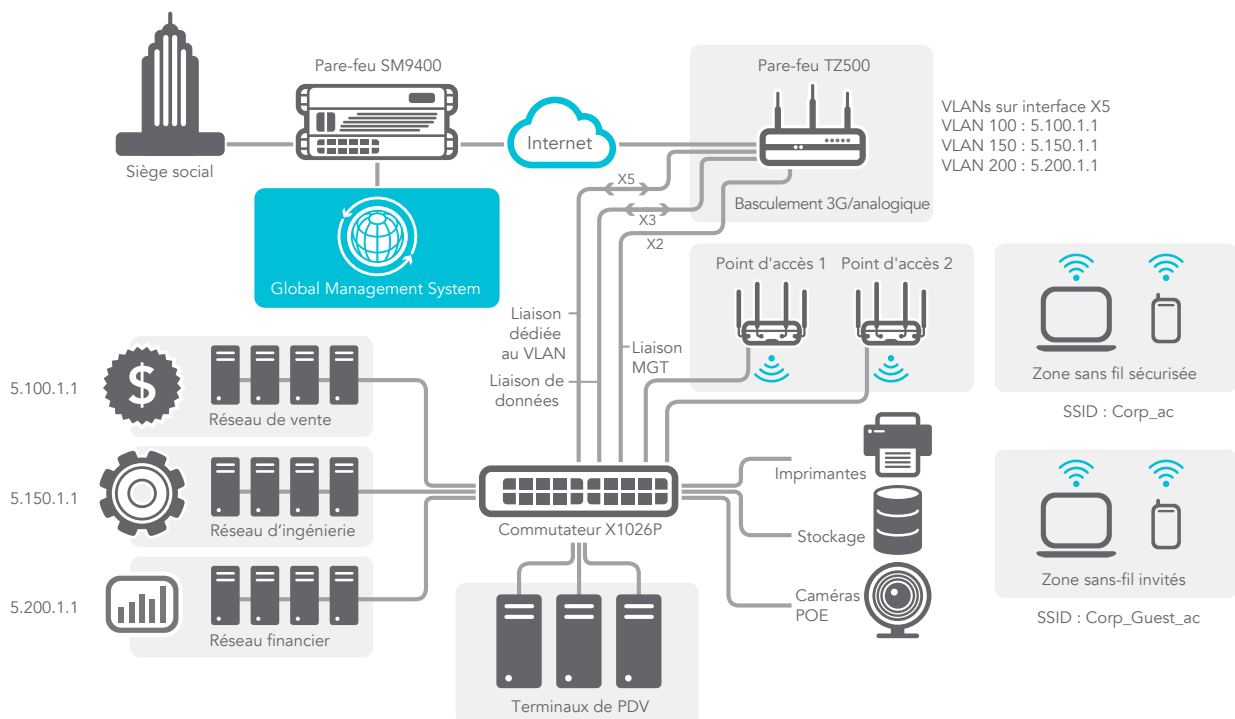 Pare-feu SM9400
Pare-feu TZ500
VLANs sur interface X5
VLAN 100 : 5.100.1.1
VLAN 150 : 5.150.1.1
VLAN 200 : 5.200.1.1
Internet
Siège social
X5
Basculement 3G/analogique
X3
X2
Global Management System
Point d'accès 1
Point d'accès 2
Liaison
dédiée
au VLAN
Liaison
MGT
Liaison de
données
Zone sans fil sécurisée
SSID : Corp_ac
5.100.1.1
Réseau de vente
5.150.1.1
Réseau d'ingénierie
5.200.1.1
Réseau financier
Commutateur X1026P
Imprimantes
Stockage
Caméras
POE
Zone sans-fil invités
SSID : Corp_Guest_ac
Terminaux de PDV
$